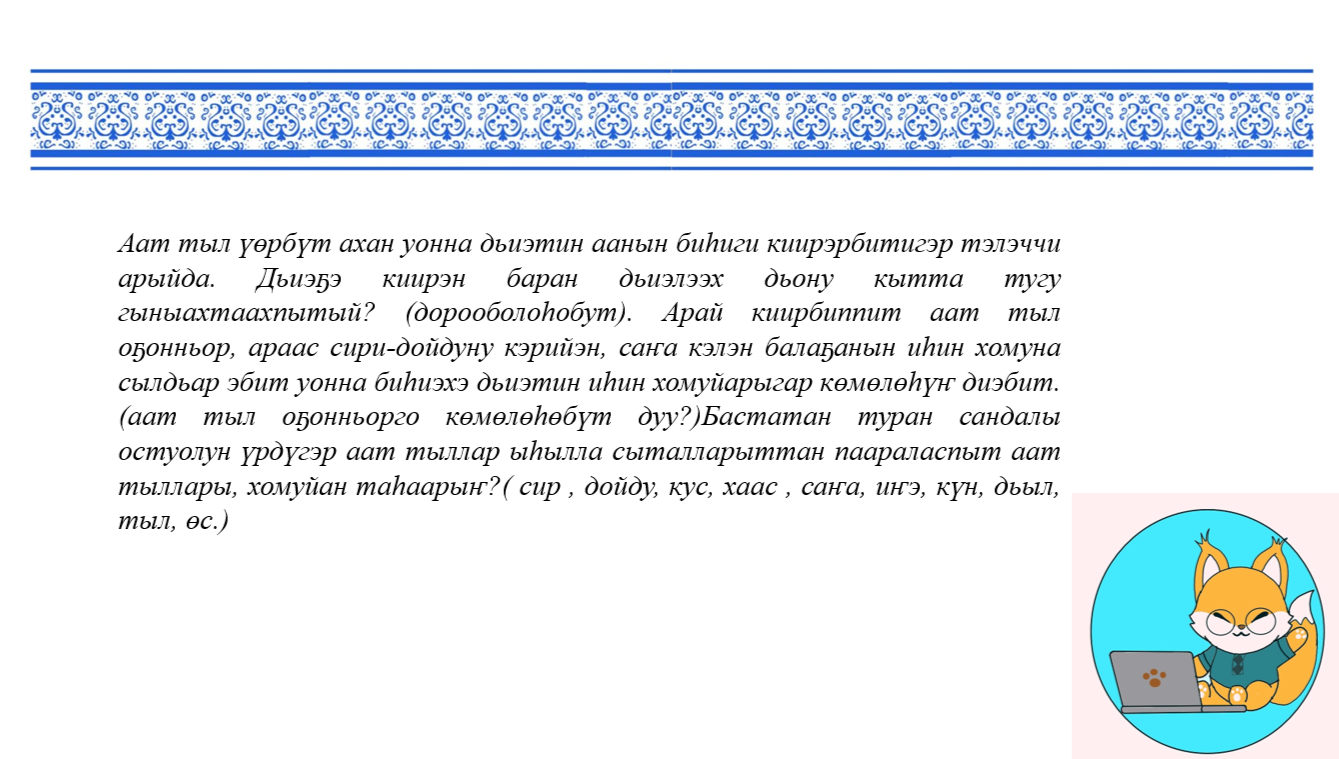 Аат тыл үөрбүт ахан уонна дьиэтин аанын биһиги киирэрбитигэр тэлэччи
арыйда. Дьиэҕэ киирэн баран дьиэлээх дьону кытта тугу
гыныахтаахпытый? (дорооболоһобут). Арай киирбиппит аат тыл
оҕонньор, араас сири-дойдуну кэрийэн, саҥа кэлэн балаҕанын иһин хомуна
сылдьар эбит уонна биһиэхэ дьиэтин иһин хомуйарыгар көмөлөһүҥ диэбит.
(аат тыл оҕонньорго көмөлөһөбүт дуу?)Бастатан туран сандалы
остуолун үрдүгэр аат тыллар ыһылла сыталларыттан паараласпыт аат
тыллары, хомуйан таһаарыҥ?( сир , дойду, кус, хаас , саҥа, иҥэ, күн, дьыл,
тыл, өс.)